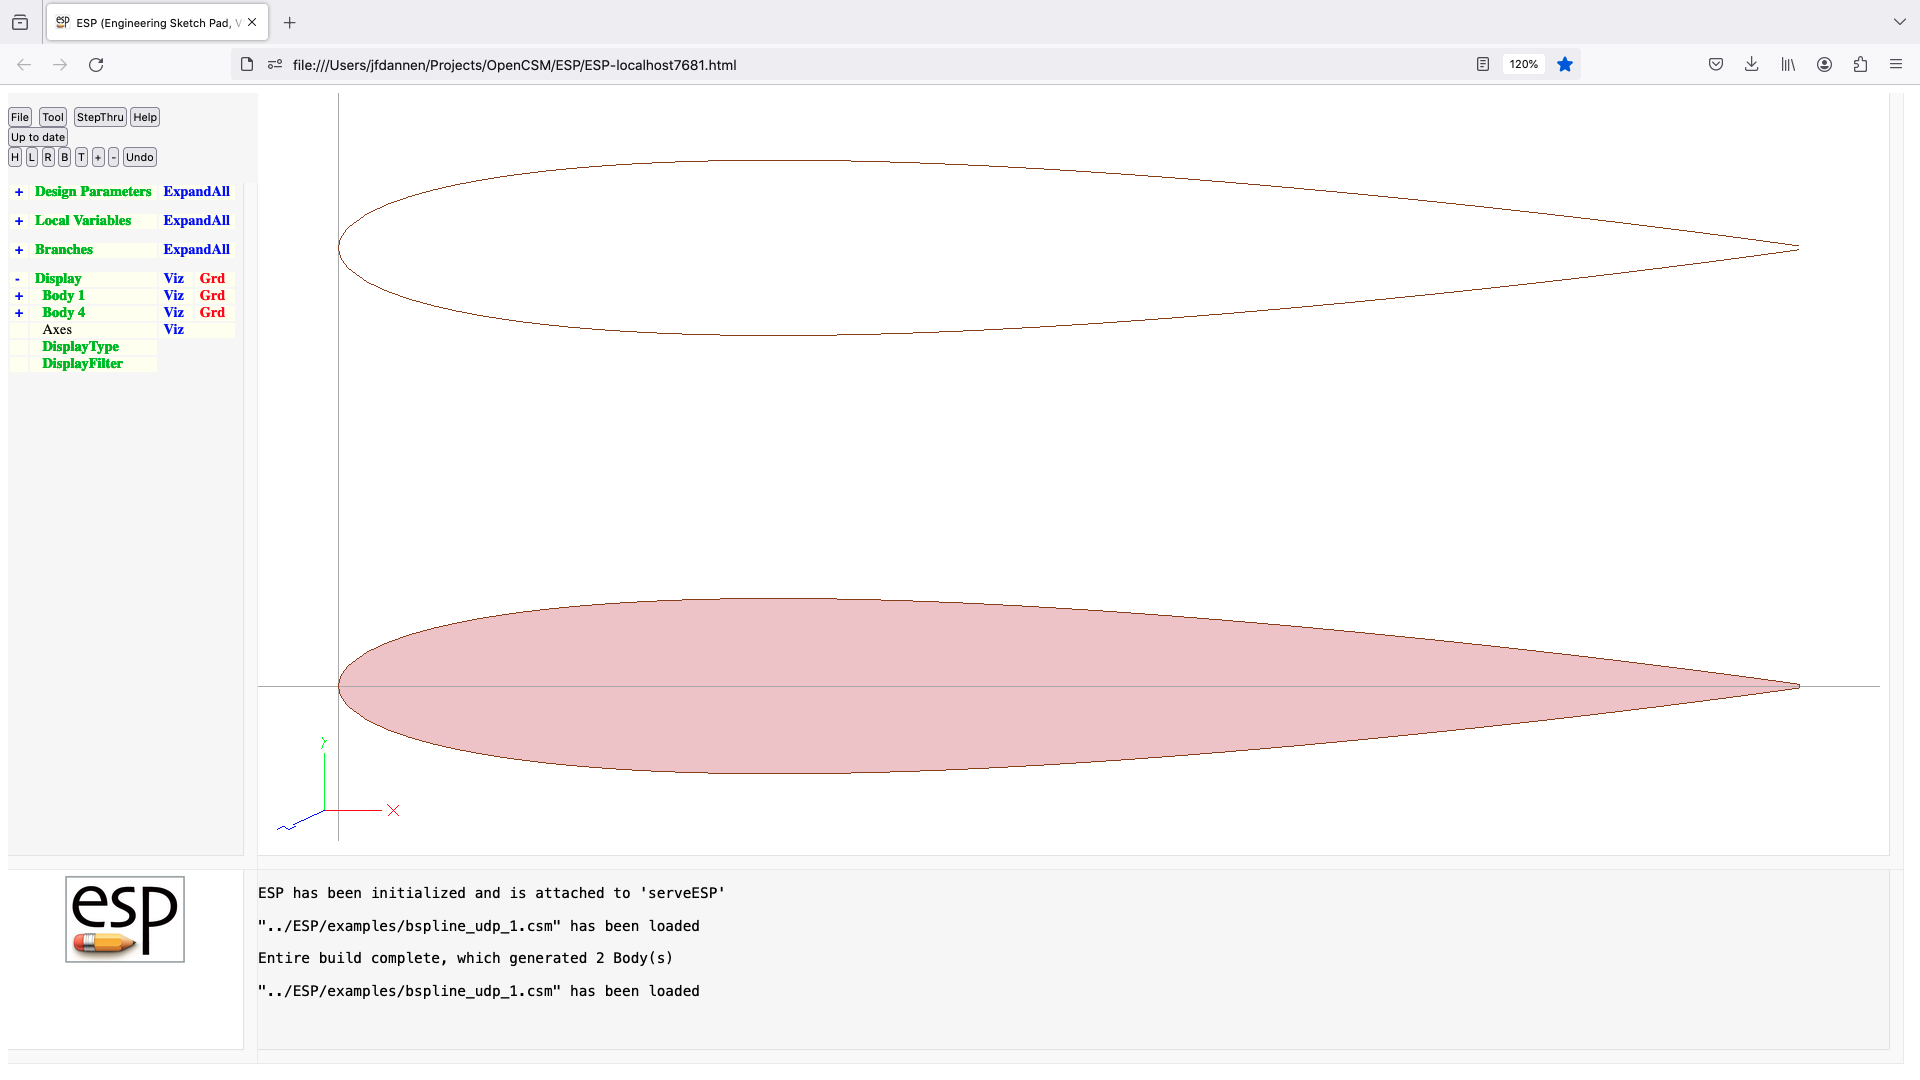 ESP (Engineering Sketch Pad, V
file:///Users/jfdannen/Projects/OpenCSM/ESP/ESP-localhost7681.html
120%
File Tool StepThru Help
Up to date
H L R B T + - Undo
+ Design Parameters ExpandAll
+ Local Variables ExpandAll
+ Branches ExpandAll
- Display Viz Grd
+ Body 1 Viz Grd
+ Body 4 Viz Grd
Axes Viz
DisplayType
DisplayFilter
Y
X
Z
esp
ESP has been initialized and is attached to 'serveESP'
"../ESP/examples/bspline_udp_1.csm" has been loaded
Entire build complete, which generated 2 Body(s)
"../ESP/examples/bspline_udp_1.csm" has been loaded